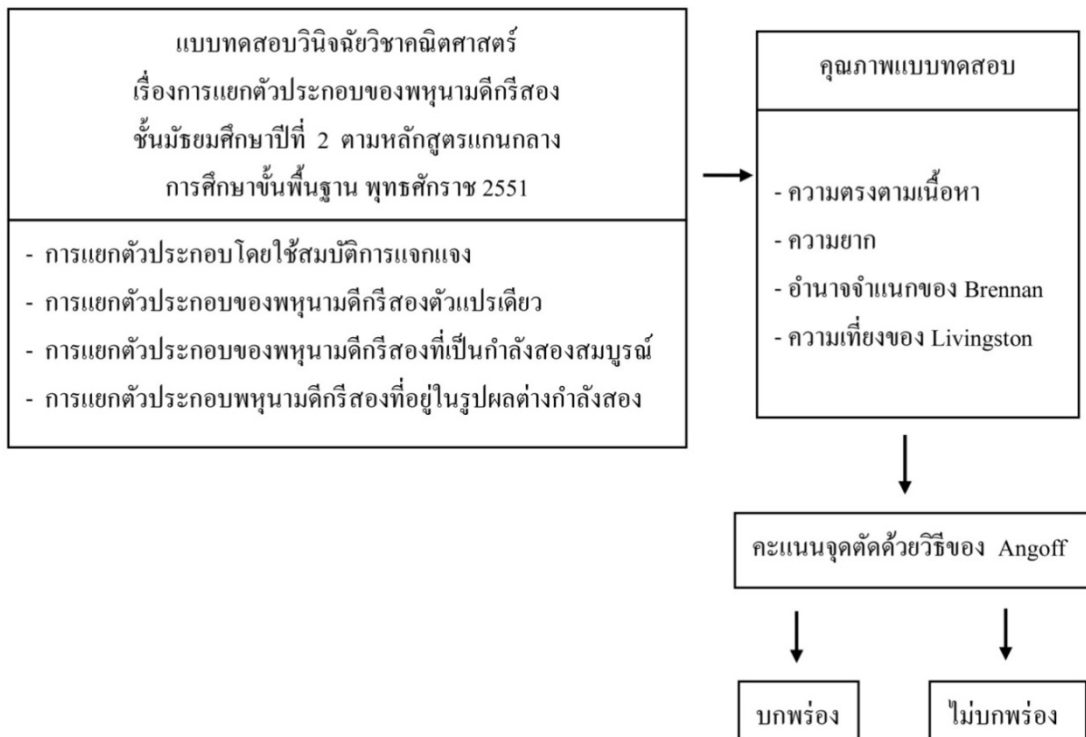 แบบทดสอบวินิจฉัยวิชาคณิตศาสตร์
เรื่องการแยกตัวประกอบของพหุนามดีกรีสอง
ชั้นมัธยมศึกษาปีที่ 2 ตามหลักสูตรแกนกลาง
การศึกษาขั้นพื้นฐาน พุทธศักราช 2551
- การแยกตัวประกอบโดยใช้สมบัติการแจกแจง
- การแยกตัวประกอบของพหุนามดีกรีสองตัวแปรเดียว
- การแยกตัวประกอบของพหุนามดีกรีสองที่เป็นกำลังสองสมบูรณ์
- การแยกตัวประกอบพหุนามดีกรีสองที่อยู่ในรูปผลต่างกำลังสอง
คุณภาพแบบทดสอบ
- ความตรงตามเนื้อหา
- ความยาก
- อำนาจจำแนกของ Brennan
- ความเที่ยงของ Livingston
คะแนนจุดตัดด้วยวิธีของ Angoff
บกพร่อง
ไม่บกพร่อง